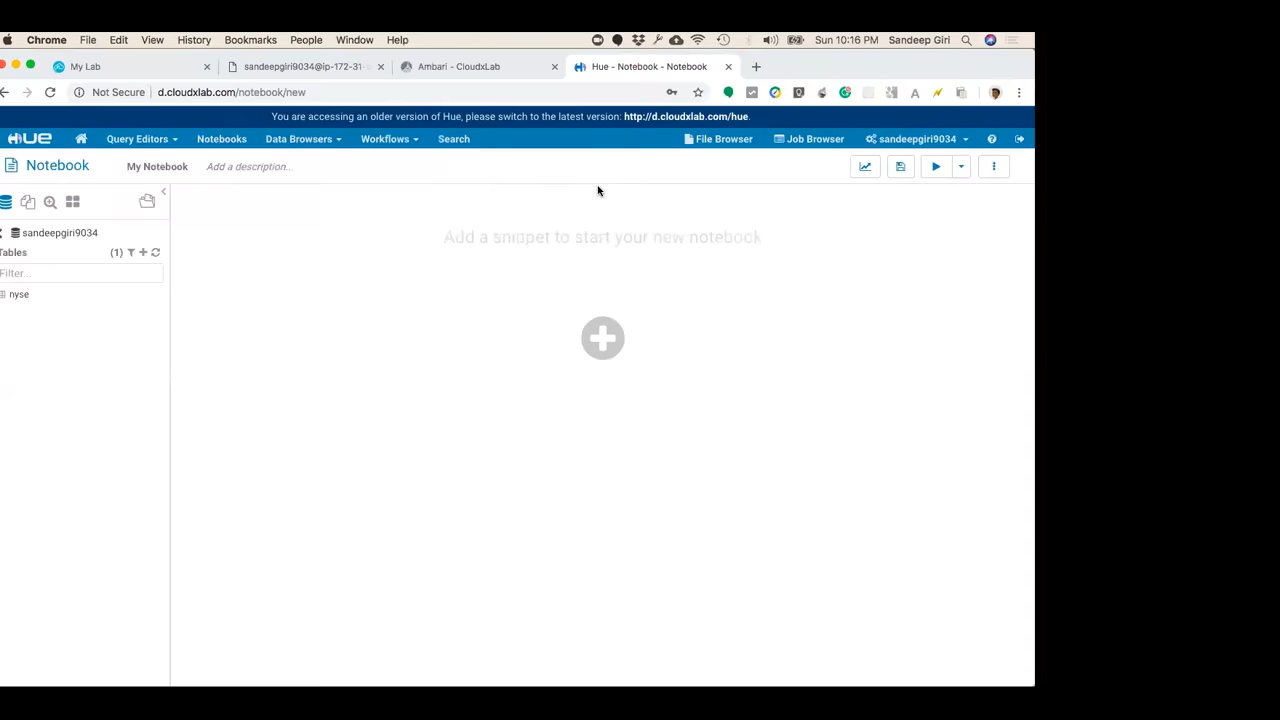 Chrome File Edit View History Bookmarks People Window Help Sun 10:16 PM Sandeep Giri
My Lab sandeepgiri9034@ip-172-31- Ambari - CloudxLab Hue - Notebook - Notebook
Not Secure d.cloudxlab.com/notebook/new
You are accessing an older version of Hue, please switch to the latest version: http://d.cloudxlab.com/hue.
HUE Query Editors Notebooks Data Browsers Workflows Search File Browser Job Browser sandeepgiri9034
Notebook My Notebook Add a description...
sandeepgiri9034
Tables (1)
Filter...
nyse
Add a snippet to start your new notebook